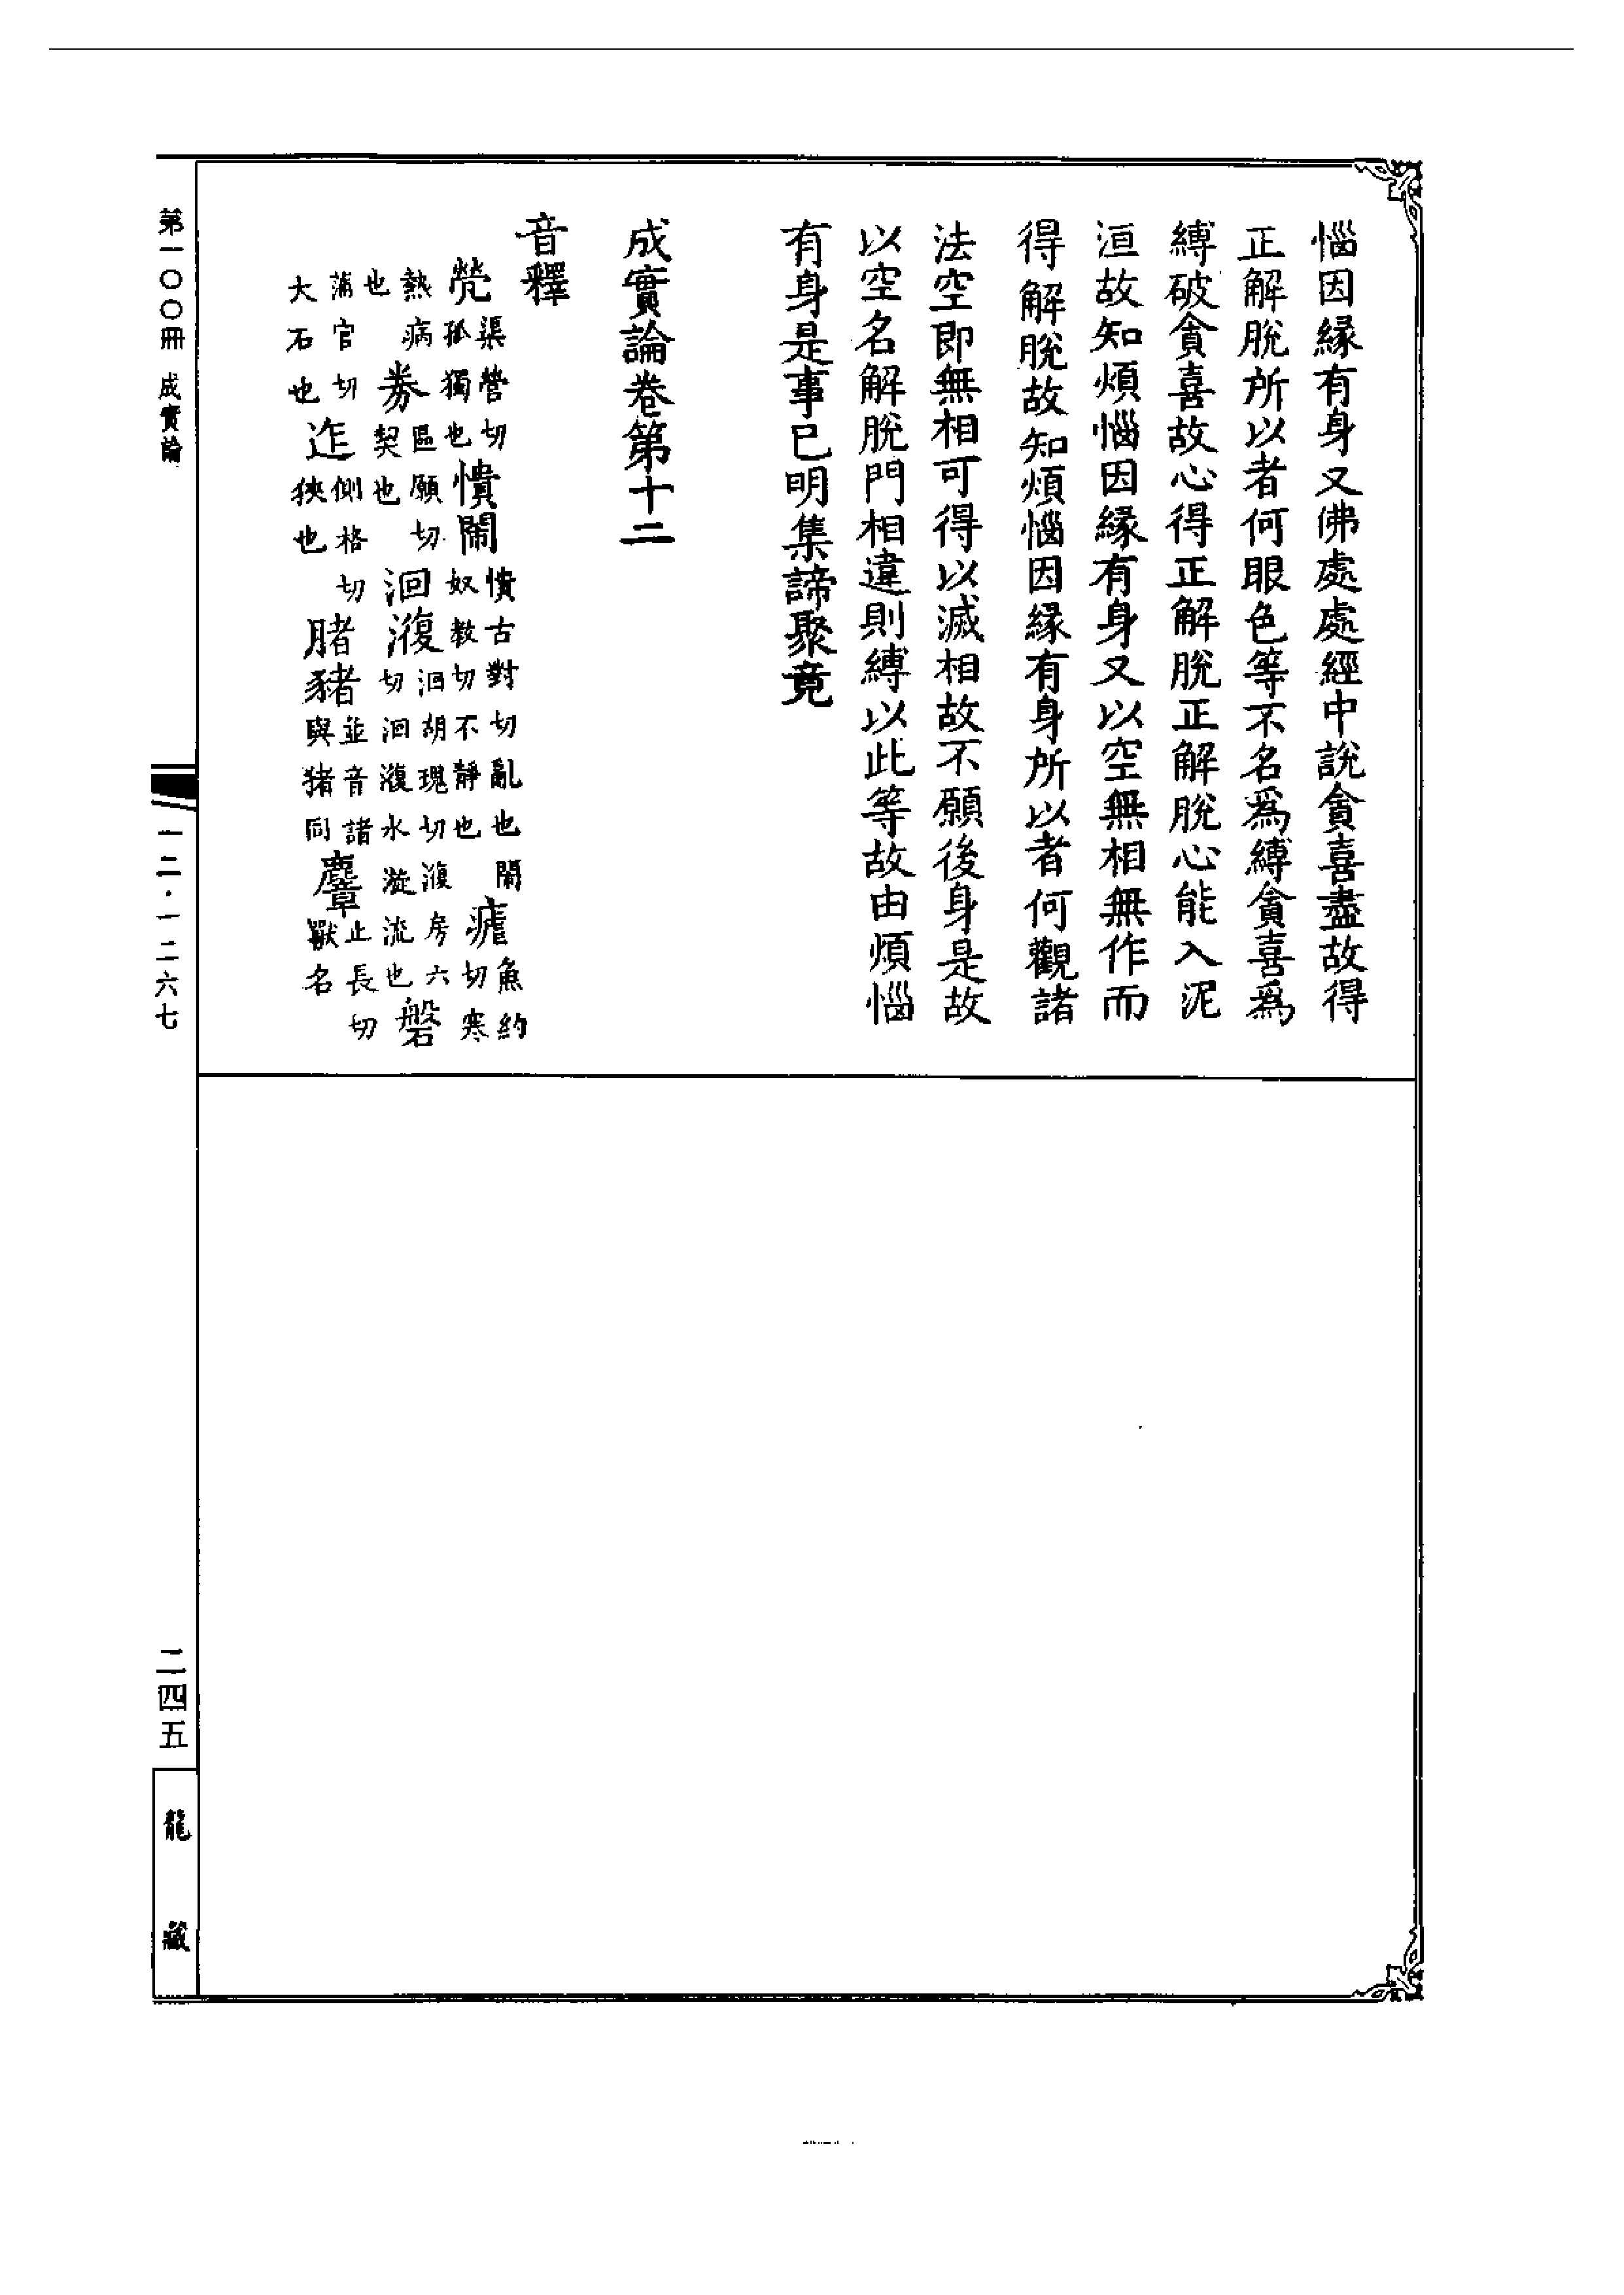 惱因緣有身又佛處處經中說貪喜盡故得
正解脫所以者何眼色等不名爲縛貪喜爲
縛破貪喜故心得正解脫正解脫心能入泥
洹故知煩惱因緣有身又以空無相無作而
得解脫故知煩惱因緣有身所以者何觀諸
法空即無相可得以滅相故不願後身是故
以空名解脫門相違則縛以此等故由煩惱
有身是事已明集諦聚竟
成實論卷第十二
音釋
煢渠營切孤獨也憒閙憒古對切亂也閙奴教切不靜也瘧魚約切寒
熱病也券區願切契也洄澓洄胡瑰切澓房六切洄澓水漩流也磐
蒲官切大石也迮側格切狹也䐗豬並音諸與猪同麞止長切獸名
第一〇〇冊 成實論
一二·一二六七
二四五
龍藏